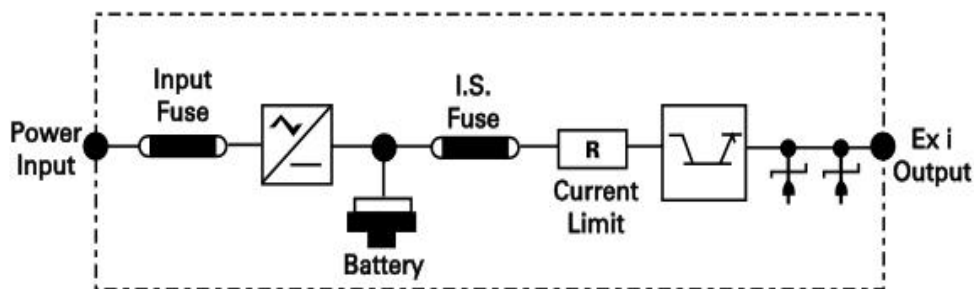 Power
Input
Input
Fuse
I.S.
Fuse
R
Current
Limit
Battery
Ex i
Output